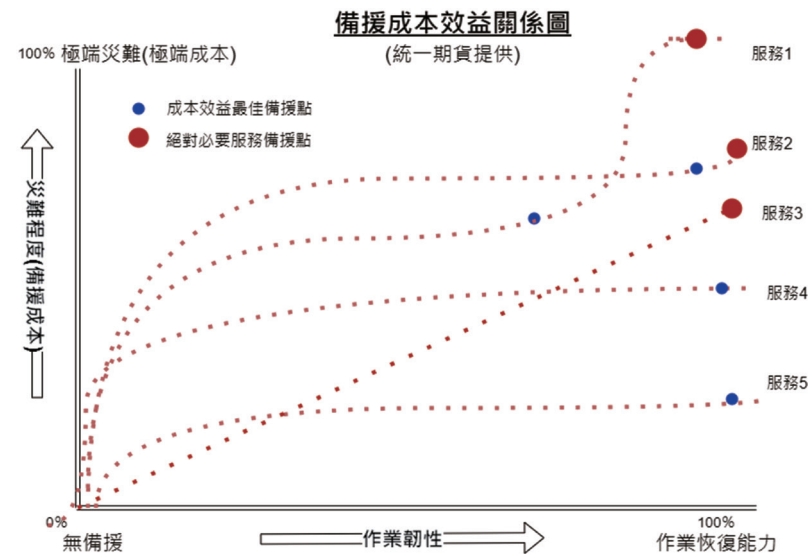 備援成本效益關係圖
(統一期貨提供)
100% 極端災難(極端成本)
成本效益最佳備援點
絕對必要服務備援點
災難程度(備援成本)
服務1
服務2
服務3
服務4
服務5
0%
無備援
作業韌性
100%
作業恢復能力